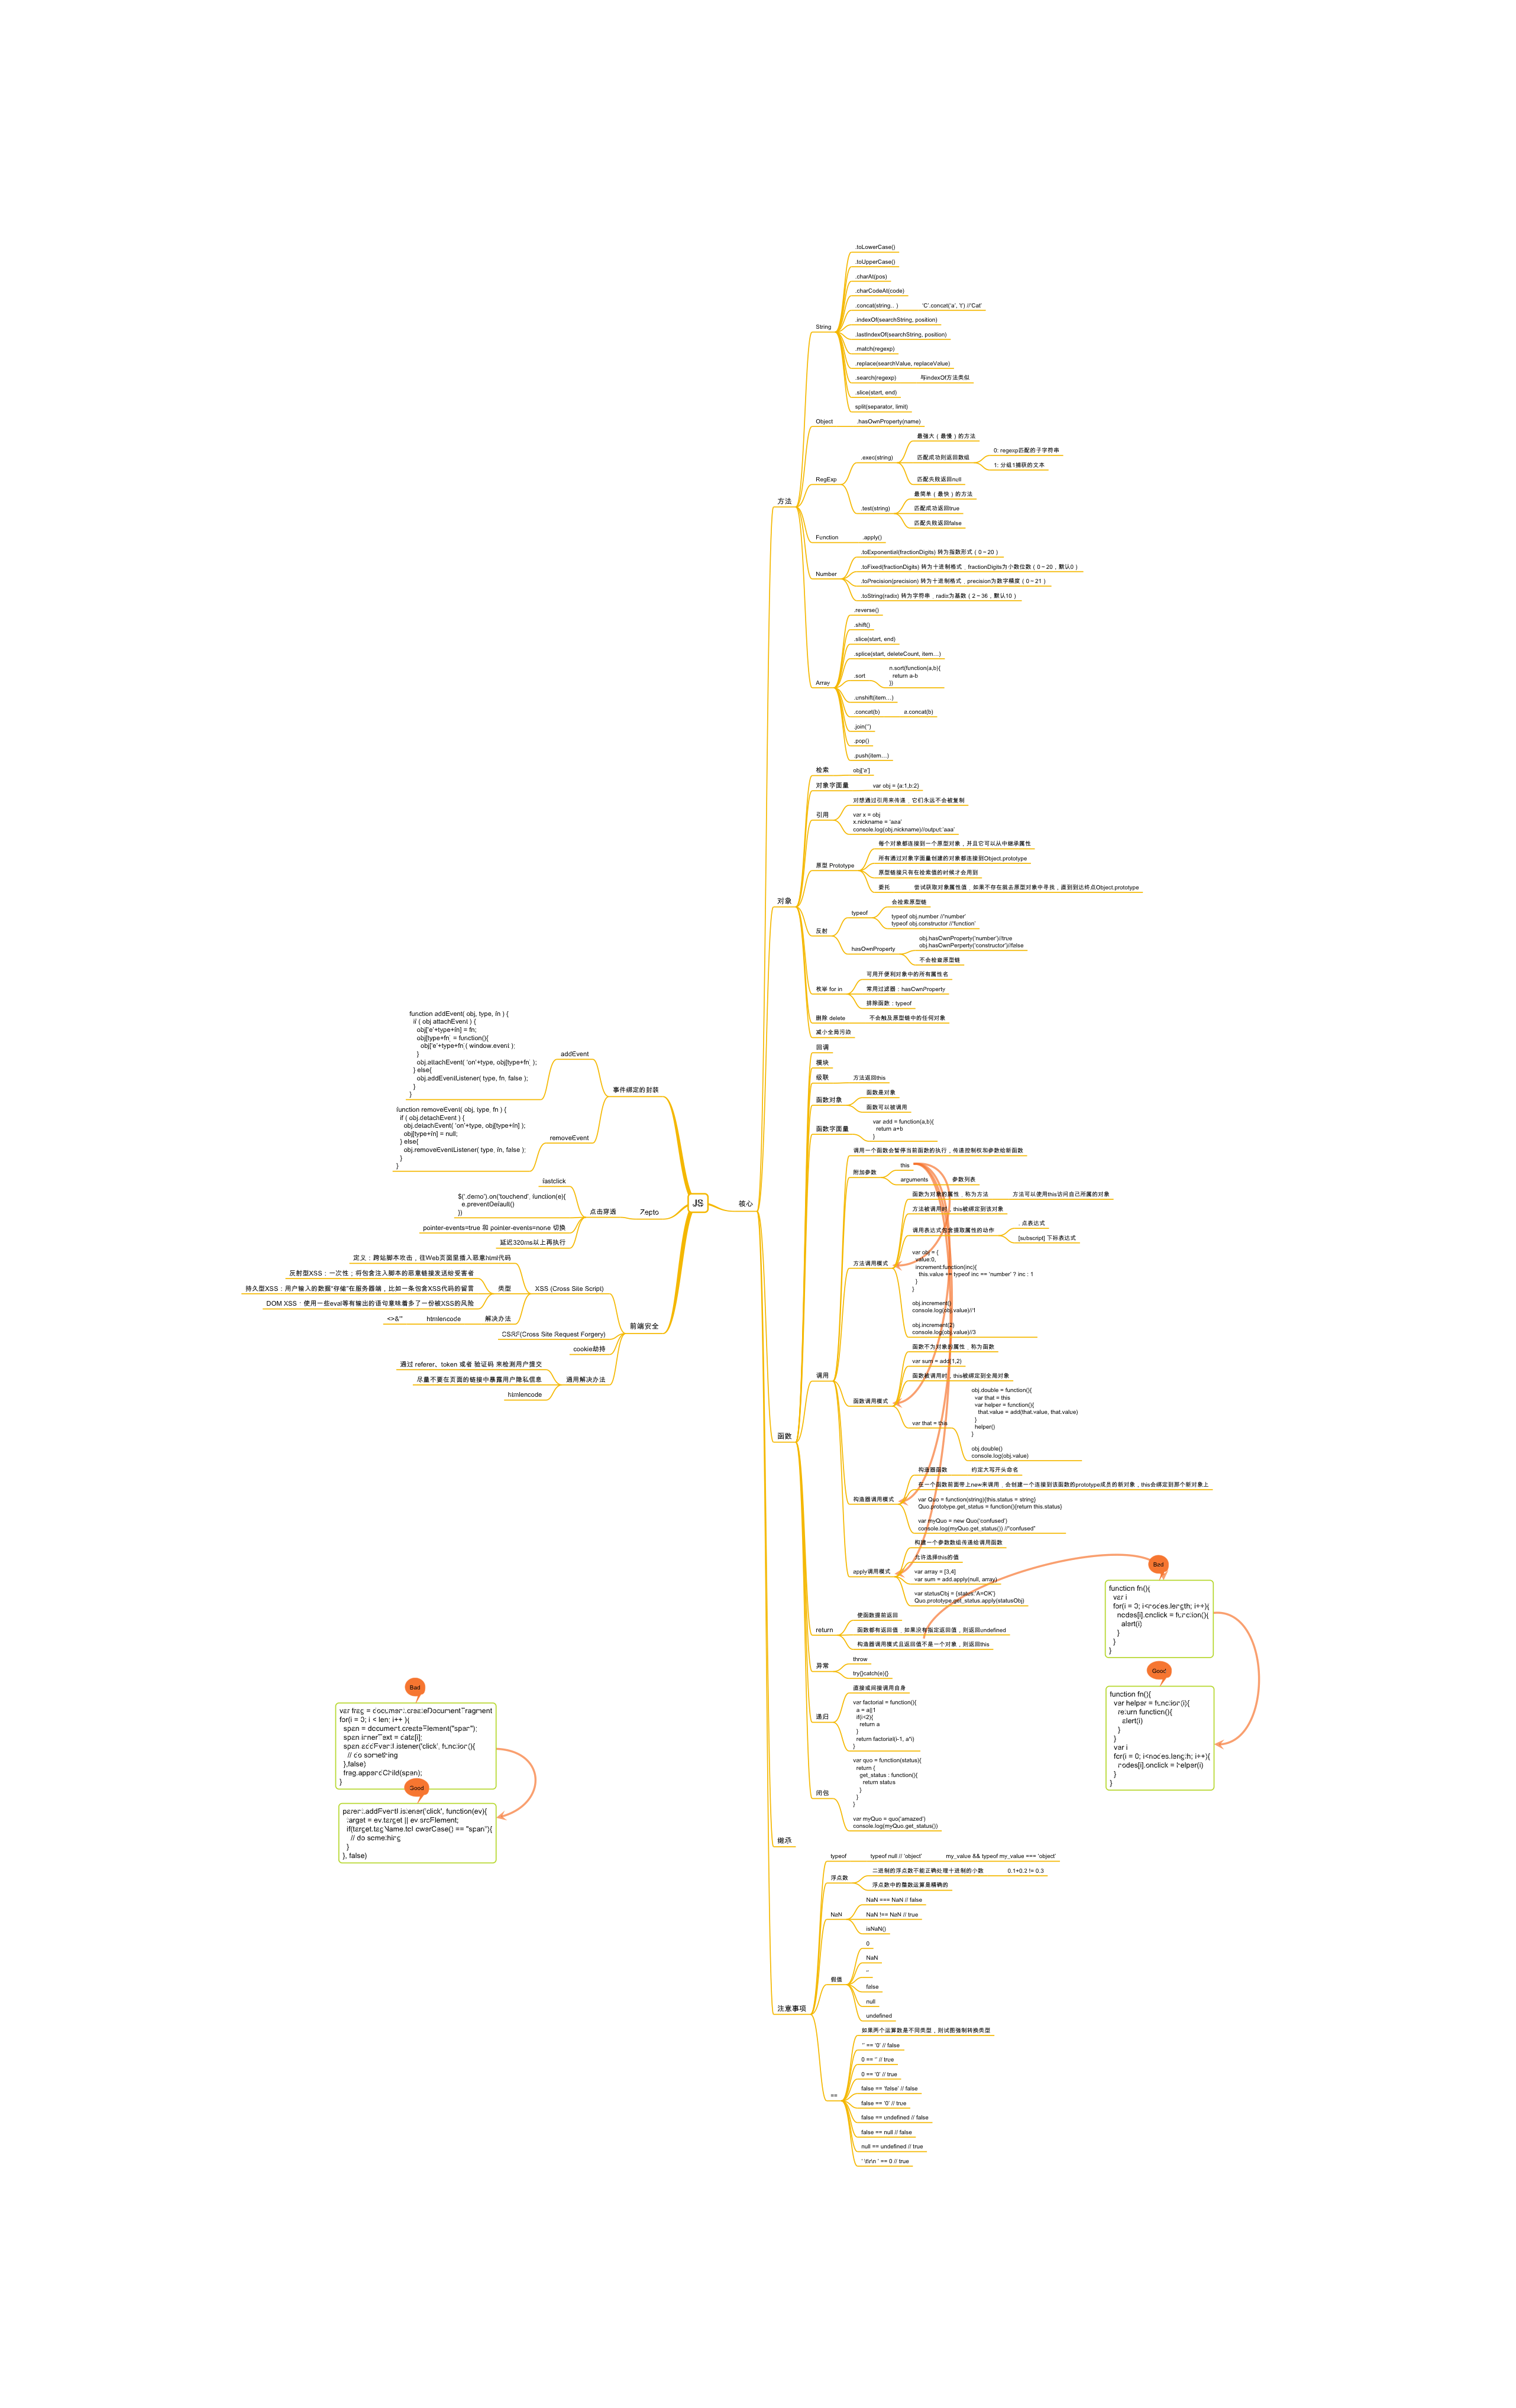 JS
核心
方法
String
.toLowerCase()
.toUpperCase()
.charAt(pos)
.charCodeAt(code)
.concat(string...)
'C'.concat('a', 't') //'Cat'
.indexOf(searchString, position)
.lastIndexOf(searchString, position)
.match(regexp)
.replace(searchValue, replaceValue)
.search(regexp)
与indexOf方法类似
.slice(start, end)
split(separator, limit)
Object
.hasOwnProperty(name)
RegExp
.exec(string)
最强大（最慢）的方法
匹配成功则返回数组
0: regexp匹配的子字符串
1: 分组1捕获的文本
匹配失败返回null
.test(string)
最简单（最快）的方法
匹配成功返回true
匹配失败返回false
Function
.apply()
Number
.toExponential(fractionDigits) 转为指数形式（0－20）
.toFixed(fractionDigits) 转为十进制格式，fractionDigits为小数位数（0－20，默认0）
.toPrecision(precision) 转为十进制格式，precision为数字精度（0－21）
.toString(radix) 转为字符串，radix为基数（2－36，默认10）
Array
.reverse()
.shift()
.slice(start, end)
.splice(start, deleteCount, item...)
.sort
n.sort(function(a,b){
return a-b
})
.unshift(item...)
.concat(b)
a.concat(b)
.join('')
.pop()
.push(item...)
对象
检索
obj['a']
对象字面量
var obj = {a:1,b:2}
引用
对想通过引用来传递，它们永远不会被复制
var x = obj
x.nickname = 'aaa'
console.log(obj.nickname)//output:'aaa'
原型 Prototype
每个对象都连接到一个原型对象，并且它可以从中继承属性
所有通过对象字面量创建的对象都连接到Object.prototype
原型链接只有在检索值的时候才会用到
委托
尝试获取对象属性值，如果不存在就去原型对象中寻找，直到到达终点Object.prototype
反射
typeof
会检索原型链
typeof obj.number //'number'
typeof obj.constructor //'function'
hasOwnProperty
obj.hasOwnProperty('number')//true
obj.hasOwnPerperty('constructor')//false
不会检查原型链
枚举 for in
可用开便利对象中的所有属性名
常用过滤器：hasOwnProperty
排除函数：typeof
删除 delete
不会触及原型链中的任何对象
减小全局污染
函数
回调
模块
级联
方法返回this
函数对象
函数是对象
函数可以被调用
函数字面量
var add = function(a,b){
return a+b
}
调用
调用一个函数会暂停当前函数的执行，传递控制权和参数给新函数
附加参数
this
arguments
参数列表
方法调用模式
函数为对象的属性，称为方法
方法可以使用this访问自己所属的对象
方法被调用时，this被绑定到该对象
调用表达式包含提取属性的动作
. 点表达式
[subscript] 下标表达式
var obj = {
value:0,
increment:function(inc){
this.value += typeof inc == 'number' ? inc : 1
}
}
obj.increment()
console.log(obj.value)//1
obj.increment(2)
console.log(obj.value)//3
函数调用模式
函数不为对象的属性，称为函数
var sum = add(1,2)
函数被调用时，this被绑定到全局对象
var that = this
obj.double = function(){
var that = this
var helper = function(){
that.value = add(that.value, that.value)
}
helper()
}
obj.double()
console.log(obj.value)
构造器调用模式
构造器函数
约定大写开头命名
在一个函数前面带上new来调用，会创建一个连接到该函数的prototype成员的新对象，this会绑定到那个新对象上
var Quo = function(string){this.status = string}
Quo.prototype.get_status = function(){return this.status}
var myQuo = new Quo('confused')
console.log(myQuo.get_status()) //"confused"
apply调用模式
构建一个参数数组传递给调用函数
允许选择this的值
var array = [3,4]
var sum = add.apply(null, array)
var statusObj = {status:'A=OK'}
Quo.prototype.get_status.apply(statusObj)
return
使函数提前返回
函数都有返回值，如果没有指定返回值，则返回undefined
构造器调用模式且返回值不是一个对象，则返回this
异常
throw
try{}catch(e){}
递归
直接或间接调用自身
var factorial = function(){
a = a||1
if(i<2){
return a
}
return factorial(i-1, a*i)
}
闭包
var quo = function(status){
return {
get_status : function(){
return status
}
}
}
var myQuo = quo('amazed')
console.log(myQuo.get_status())
继承
注意事项
typeof
typeof null // 'object'
my_value && typeof my_value === 'object'
浮点数
二进制的浮点数不能正确处理十进制的小数
0.1+0.2 != 0.3
浮点数中的整数运算是精确的
NaN
NaN === NaN // false
NaN !== NaN // true
isNaN()
假值
0
NaN
''
false
null
undefined
==
如果两个运算数是不同类型，则试图强制转换类型
'' == '0' // false
0 == '' // true
0 == '0' // true
false == 'false' // false
false == '0' // true
false == undefined // false
false == null // false
null == undefined // true
' \t\r\n ' == 0 // true
事件绑定的封装
addEvent
function addEvent( obj, type, fn ) {
if ( obj.attachEvent ) {
obj['e'+type+fn] = fn;
obj[type+fn] = function(){
obj['e'+type+fn]( window.event );
}
obj.attachEvent( 'on'+type, obj[type+fn] );
} else{
obj.addEventListener( type, fn, false );
}
}
removeEvent
function removeEvent( obj, type, fn ) {
if ( obj.detachEvent ) {
obj.detachEvent( 'on'+type, obj[type+fn] );
obj[type+fn] = null;
} else{
obj.removeEventListener( type, fn, false );
}
}
Zepto
点击穿透
fastclick
$('.demo').on('touchend', function(e){
e.preventDefault()
})
pointer-events=true 和 pointer-events=none 切换
延迟320ms以上再执行
前端安全
XSS (Cross Site Script)
定义：跨站脚本攻击，往Web页面里插入恶意html代码
类型
反射型XSS：一次性；将包含注入脚本的恶意链接发送给受害者
持久型XSS：用户输入的数据"存储"在服务器端，比如一条包含XSS代码的留言
DOM XSS：使用一些eval等有输出的语句意味着多了一份被XSS的风险
解决办法
htmlencode
<>&'"
CSRF(Cross Site Request Forgery)
cookie劫持
通用解决办法
通过 referer、token 或者 验证码 来检测用户提交
尽量不要在页面的链接中暴露用户隐私信息
htmlencode
Bad
function fn(){
var i
for(i = 0; i<nodes.length; i++){
nodes[i].onclick = function(){
alert(i)
}
}
}
Good
function fn(){
var helper = function(i){
return function(){
alert(i)
}
}
var i
for(i = 0; i<nodes.length; i++){
nodes[i].onclick = helper(i)
}
}
Bad
var frag = document.createDocumentFragment
for(i = 0; i < len; i++ ){
span = document.createElement("span");
span.innerText = data[i];
span.addEventListener('click', function(){
// do something
},false)
frag.appendChild(span);
}
Good
parent.addEventListener('click', function(ev){
target = ev.target || ev.srcElement;
if(target.tagName.toLowerCase() == "span"){
// do something
}
}, false)